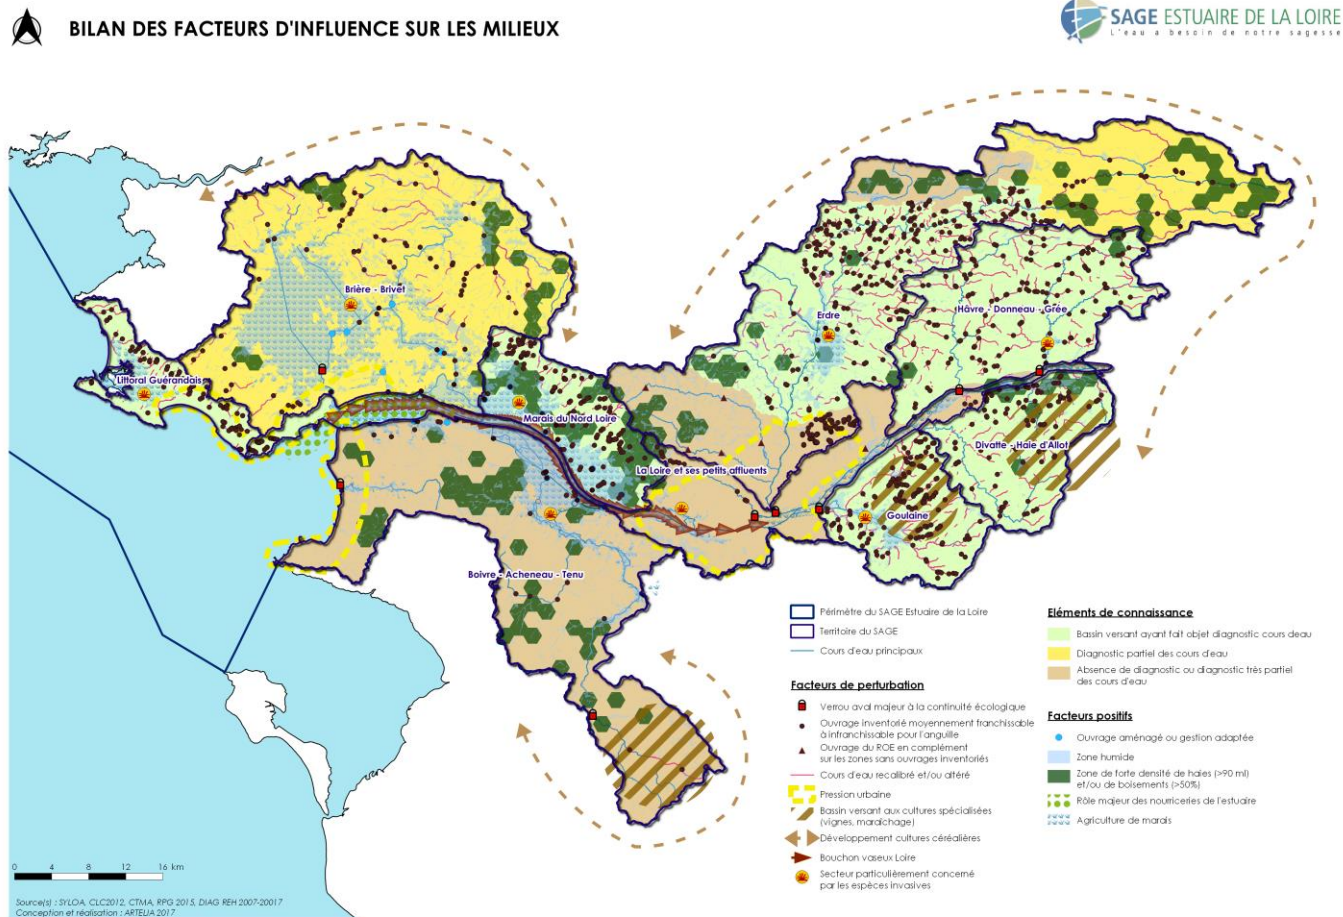 BILAN DES FACTEURS D'INFLUENCE SUR LES MILIEUX
SAGE ESTUAIRE DE LA LOIRE
L'eau a besoin de notre sagesse
Brière - Brivet
Erdre
Hâvre - Donneau - Grée
Littoral Guérandais
Marais du Nord Loire
Divatte - Haie d'Allot
La Loire et ses petits affluents
Goulaine
Boivre - Acheneau - Tenu
Périmètre du SAGE Estuaire de la Loire
Territoire du SAGE
Cours d'eau principaux
Facteurs de perturbation
Verrou aval majeur à la continuité écologique
Ouvrage inventorié moyennement franchissable
à infranchissable pour l'anguille
Ouvrage du ROE en complément
sur les zones sans ouvrages inventoriés
Cours d'eau recalibré et/ou altéré
Pression urbaine
Bassin versant aux cultures spécialisées
(vignes, maraîchage)
Développement cultures céréalières
Bouchon vaseux Loire
Secteur particulièrement concerné
par les espèces invasives
Eléments de connaissance
Bassin versant ayant fait objet diagnostic cours deau
Diagnostic partiel des cours d'eau
Absence de diagnostic ou diagnostic très partiel
des cours d'eau
Facteurs positifs
Ouvrage aménagé ou gestion adaptée
Zone humide
Zone de forte densité de haies (>90 ml)
et/ou de boisements (>50%)
Rôle majeur des nourriceries de l'estuaire
Agriculture de marais
0 4 8 12 16 km
Source(s) : SYLOA, CLC2012, CTMA, RPG 2015, DIAG REH 2007-20017
Conception et réalisation : ARTELIA 2017